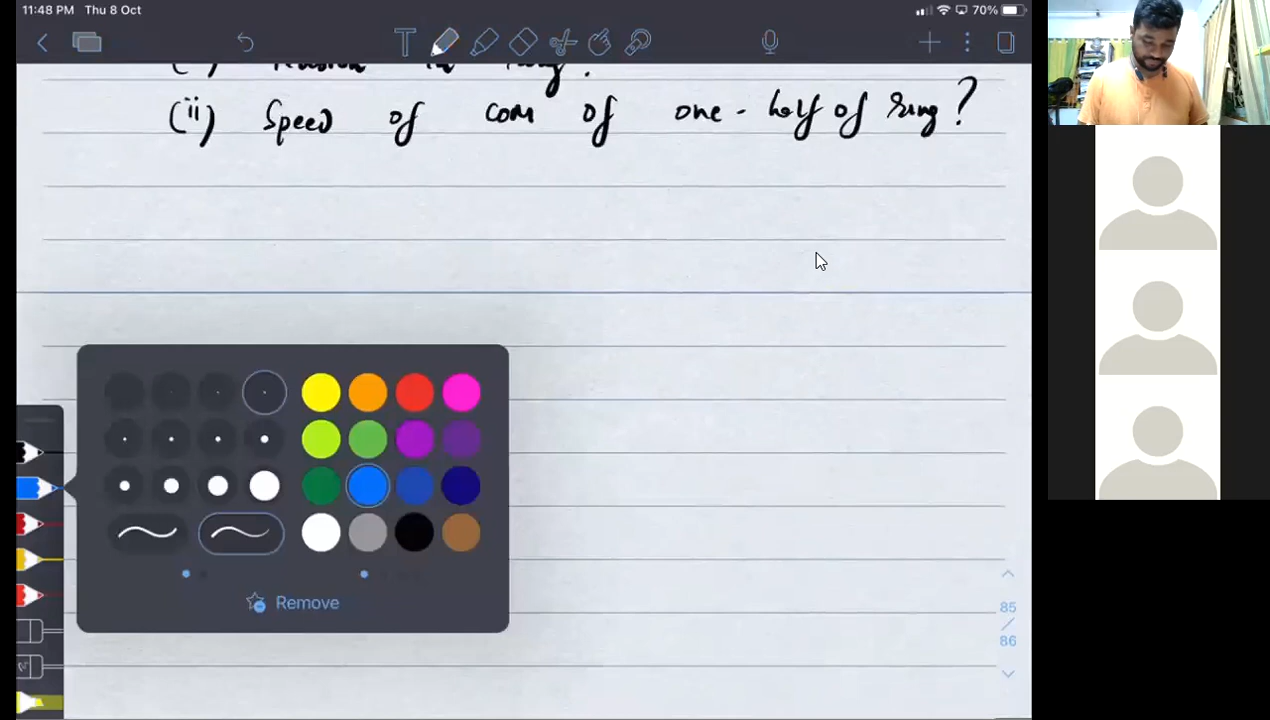 11:48 PM Thu 8 Oct 70%
T
(ii) Speed of com of one-half of ring?
Remove
85
/
86